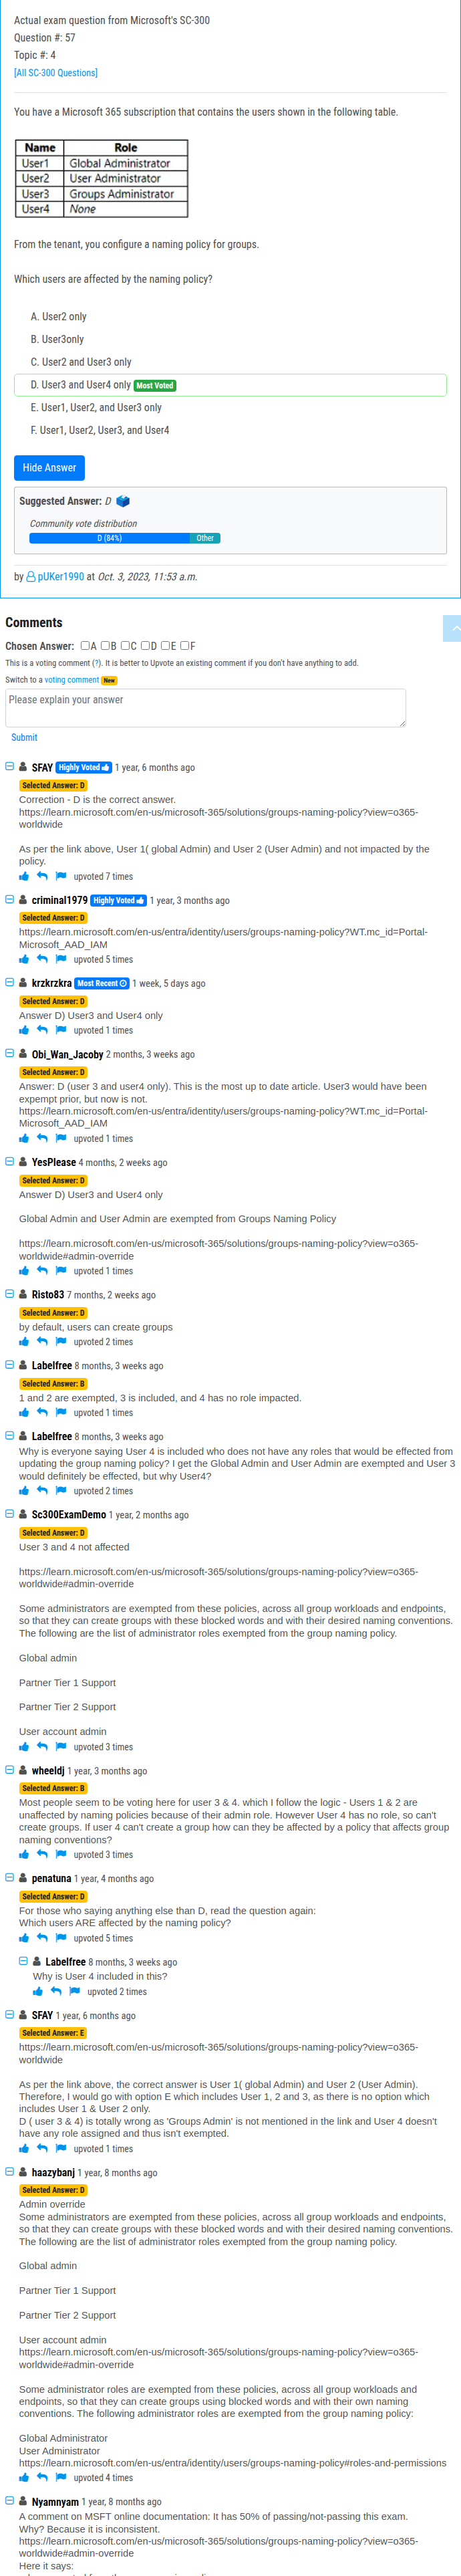 Actual exam question from Microsoft's SC-300
Question #: 57
Topic #: 4
[All SC-300 Questions]
You have a Microsoft 365 subscription that contains the users shown in the following table.
Name Role
User1 Global Administrator
User2 User Administrator
User3 Groups Administrator
User4 None
From the tenant, you configure a naming policy for groups.
Which users are affected by the naming policy?
A. User2 only
B. User3only
C. User2 and User3 only
D. User3 and User4 only Most Voted
E. User1, User2, and User3 only
F. User1, User2, User3, and User4
Hide Answer
Suggested Answer: D
Community vote distribution
D (84%) Other
by pUKer1990 at Oct. 3, 2023, 11:53 a.m.
Comments
Chosen Answer: A B C D E F
This is a voting comment (?). It is better to Upvote an existing comment if you don't have anything to add.
Switch to a voting comment New
Please explain your answer
Submit
SFAY Highly Voted 1 year, 6 months ago
Selected Answer: D
Correction - D is the correct answer.
https://learn.microsoft.com/en-us/microsoft-365/solutions/groups-naming-policy?view=o365-
worldwide
As per the link above, User 1( global Admin) and User 2 (User Admin) and not impacted by the
policy.
upvoted 7 times
criminal1979 Highly Voted 1 year, 3 months ago
Selected Answer: D
https://learn.microsoft.com/en-us/entra/identity/users/groups-naming-policy?WT.mc_id=Portal-
Microsoft_AAD_IAM
upvoted 5 times
krzkrzkra Most Recent 1 week, 5 days ago
Selected Answer: D
Answer D) User3 and User4 only
upvoted 1 times
Obi_Wan_Jacoby 2 months, 3 weeks ago
Selected Answer: D
Answer: D (user 3 and user4 only). This is the most up to date article. User3 would have been
expempt prior, but now is not.
https://learn.microsoft.com/en-us/entra/identity/users/groups-naming-policy?WT.mc_id=Portal-
Microsoft_AAD_IAM
upvoted 1 times
YesPlease 4 months, 2 weeks ago
Selected Answer: D
Answer D) User3 and User4 only
Global Admin and User Admin are exempted from Groups Naming Policy
https://learn.microsoft.com/en-us/microsoft-365/solutions/groups-naming-policy?view=o365-
worldwide#admin-override
upvoted 1 times
Risto83 7 months, 2 weeks ago
Selected Answer: D
by default, users can create groups
upvoted 2 times
Labelfree 8 months, 3 weeks ago
Selected Answer: B
1 and 2 are exempted, 3 is included, and 4 has no role impacted.
upvoted 1 times
Labelfree 8 months, 3 weeks ago
Why is everyone saying User 4 is included who does not have any roles that would be effected from
updating the group naming policy? I get the Global Admin and User Admin are exempted and User 3
would definitely be effected, but why User4?
upvoted 2 times
Sc300ExamDemo 1 year, 2 months ago
Selected Answer: D
User 3 and 4 not affected
https://learn.microsoft.com/en-us/microsoft-365/solutions/groups-naming-policy?view=o365-
worldwide#admin-override
Some administrators are exempted from these policies, across all group workloads and endpoints,
so that they can create groups with these blocked words and with their desired naming conventions.
The following are the list of administrator roles exempted from the group naming policy.
Global admin
Partner Tier 1 Support
Partner Tier 2 Support
User account admin
upvoted 3 times
wheeldj 1 year, 3 months ago
Selected Answer: B
Most people seem to be voting here for user 3 & 4. which I follow the logic - Users 1 & 2 are
unaffected by naming policies because of their admin role. However User 4 has no role, so can't
create groups. If user 4 can't create a group how can they be affected by a policy that affects group
naming conventions?
upvoted 3 times
penatuna 1 year, 4 months ago
Selected Answer: D
For those who saying anything else than D, read the question again:
Which users ARE affected by the naming policy?
upvoted 5 times
Labelfree 8 months, 3 weeks ago
Why is User 4 included in this?
upvoted 2 times
SFAY 1 year, 6 months ago
Selected Answer: E
https://learn.microsoft.com/en-us/microsoft-365/solutions/groups-naming-policy?view=o365-
worldwide
As per the link above, the correct answer is User 1( global Admin) and User 2 (User Admin).
Therefore, I would go with option E which includes User 1, 2 and 3, as there is no option which
includes User 1 & User 2 only.
D ( user 3 & 4) is totally wrong as 'Groups Admin' is not mentioned in the link and User 4 doesn't
have any role assigned and thus isn't exempted.
upvoted 1 times
haazybanj 1 year, 8 months ago
Selected Answer: D
Admin override
Some administrators are exempted from these policies, across all group workloads and endpoints,
so that they can create groups with these blocked words and with their desired naming conventions.
The following are the list of administrator roles exempted from the group naming policy.
Global admin
Partner Tier 1 Support
Partner Tier 2 Support
User account admin
https://learn.microsoft.com/en-us/microsoft-365/solutions/groups-naming-policy?view=o365-
worldwide#admin-override
Some administrator roles are exempted from these policies, across all group workloads and
endpoints, so that they can create groups using blocked words and with their own naming
conventions. The following administrator roles are exempted from the group naming policy:
Global Administrator
User Administrator
https://learn.microsoft.com/en-us/entra/identity/users/groups-naming-policy#roles-and-permissions
upvoted 4 times
Nyamnyam 1 year, 8 months ago
A comment on MSFT online documentation: It has 50% of passing/not-passing this exam.
Why? Because it is inconsistent.
https://learn.microsoft.com/en-us/microsoft-365/solutions/groups-naming-policy?view=o365-
worldwide#admin-override
Here it says: